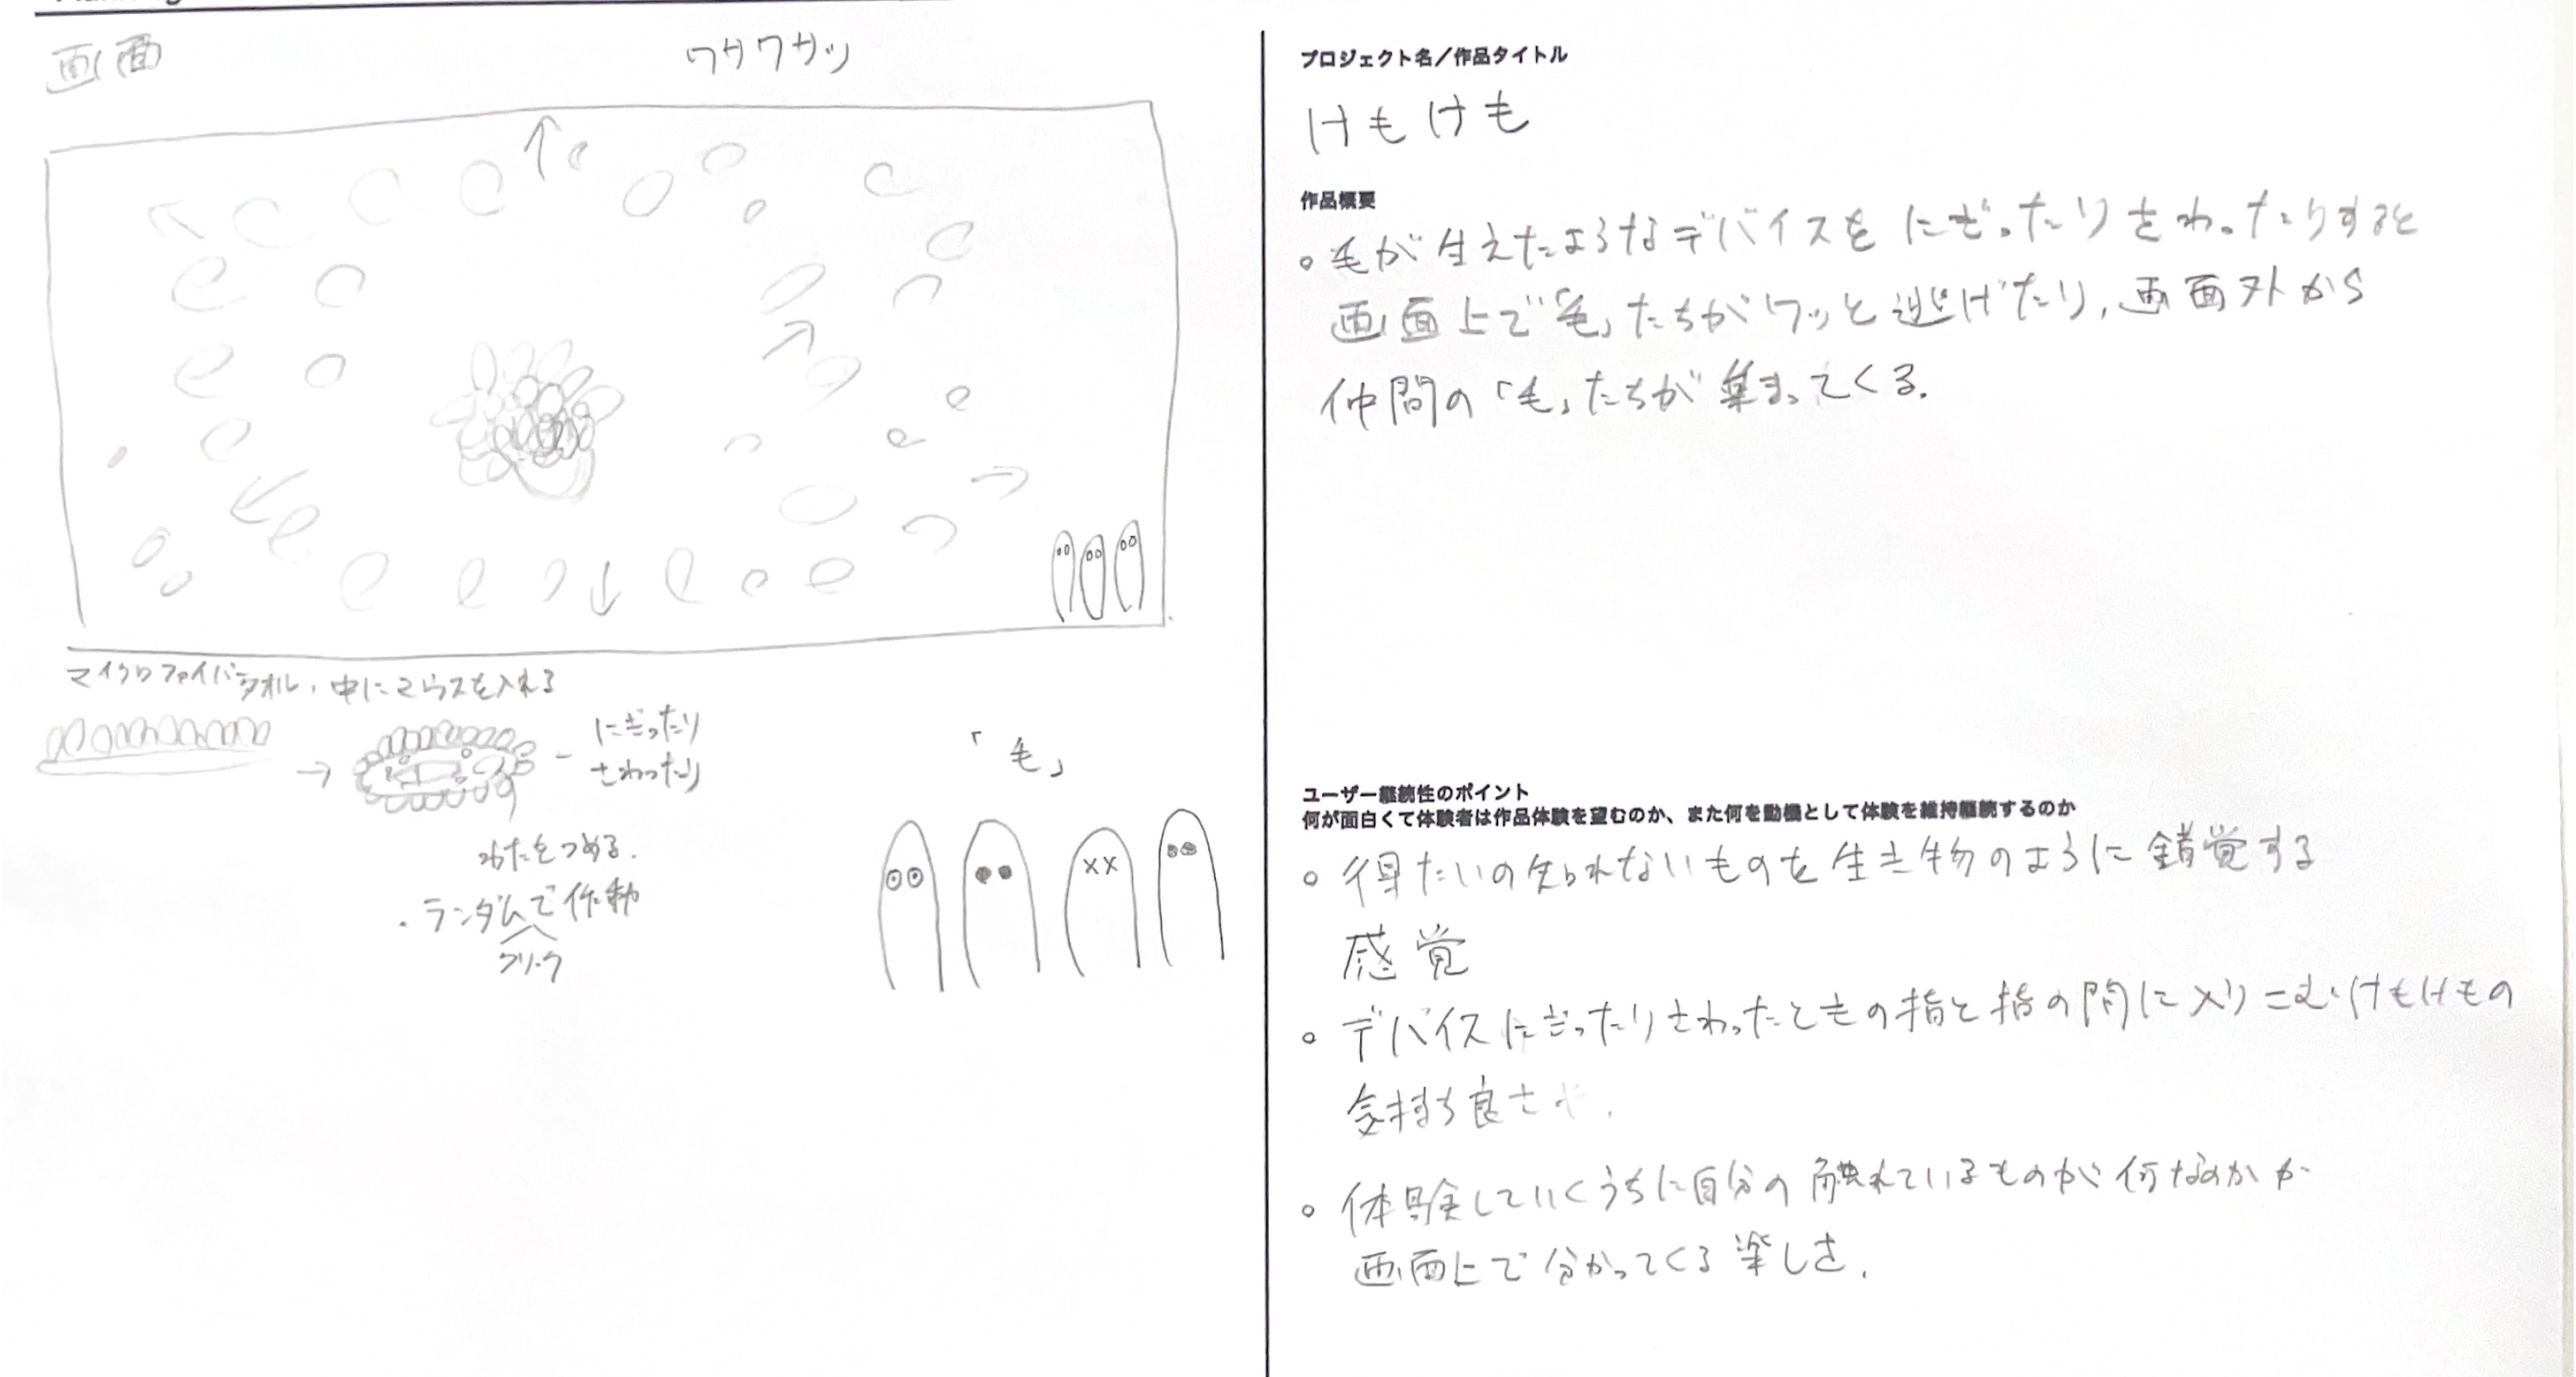 画面
ワサワサッ
マイクロファイバータオル、中にマウスを入れる
にぎったり
さわったり
わたをつめる.
・ランダムで作動
クリック
「毛」
プロジェクト名／作品タイトル
けもけも
作品概要
○毛が生えたようなデバイスをにぎったりさわったりすると
画面上で「毛」たちがワッと逃げたり,画面外から
仲間の「毛」たちが集まってくる.
ユーザー継続性のポイント
何が面白くて体験者は作品体験を望むのか、また何を動機として体験を維持継続するのか
○得たいの知れないものを生き物のように錯覚する
感覚
○デバイスにぎったりさわったときの指と指の間に入りこむけもけもの
気持ち良さや.
○体験していくうちに自分の触れているものが何なのかが
画面上で分かってくる楽しさ.